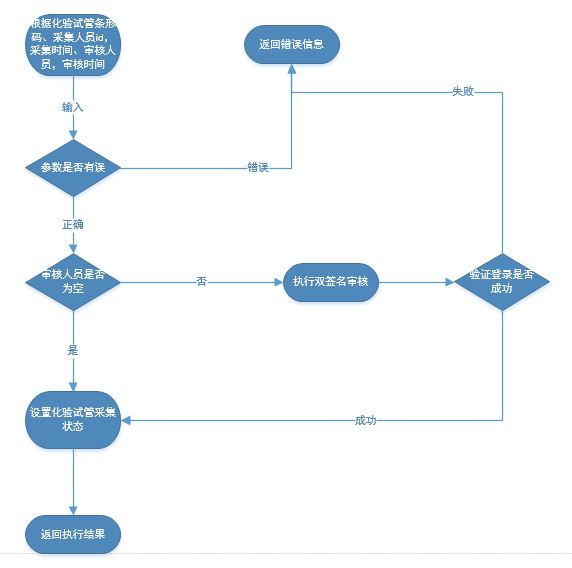 根据化验试管条形
码、采集人员id,
采集时间、审核人
员，审核时间
返回错误信息
失败
输入
参数是否有误
错误
正确
审核人员是否
为空
否
执行双签名审核
验证登录是否
成功
是
设置化验试管采集
状态
成功
返回执行结果